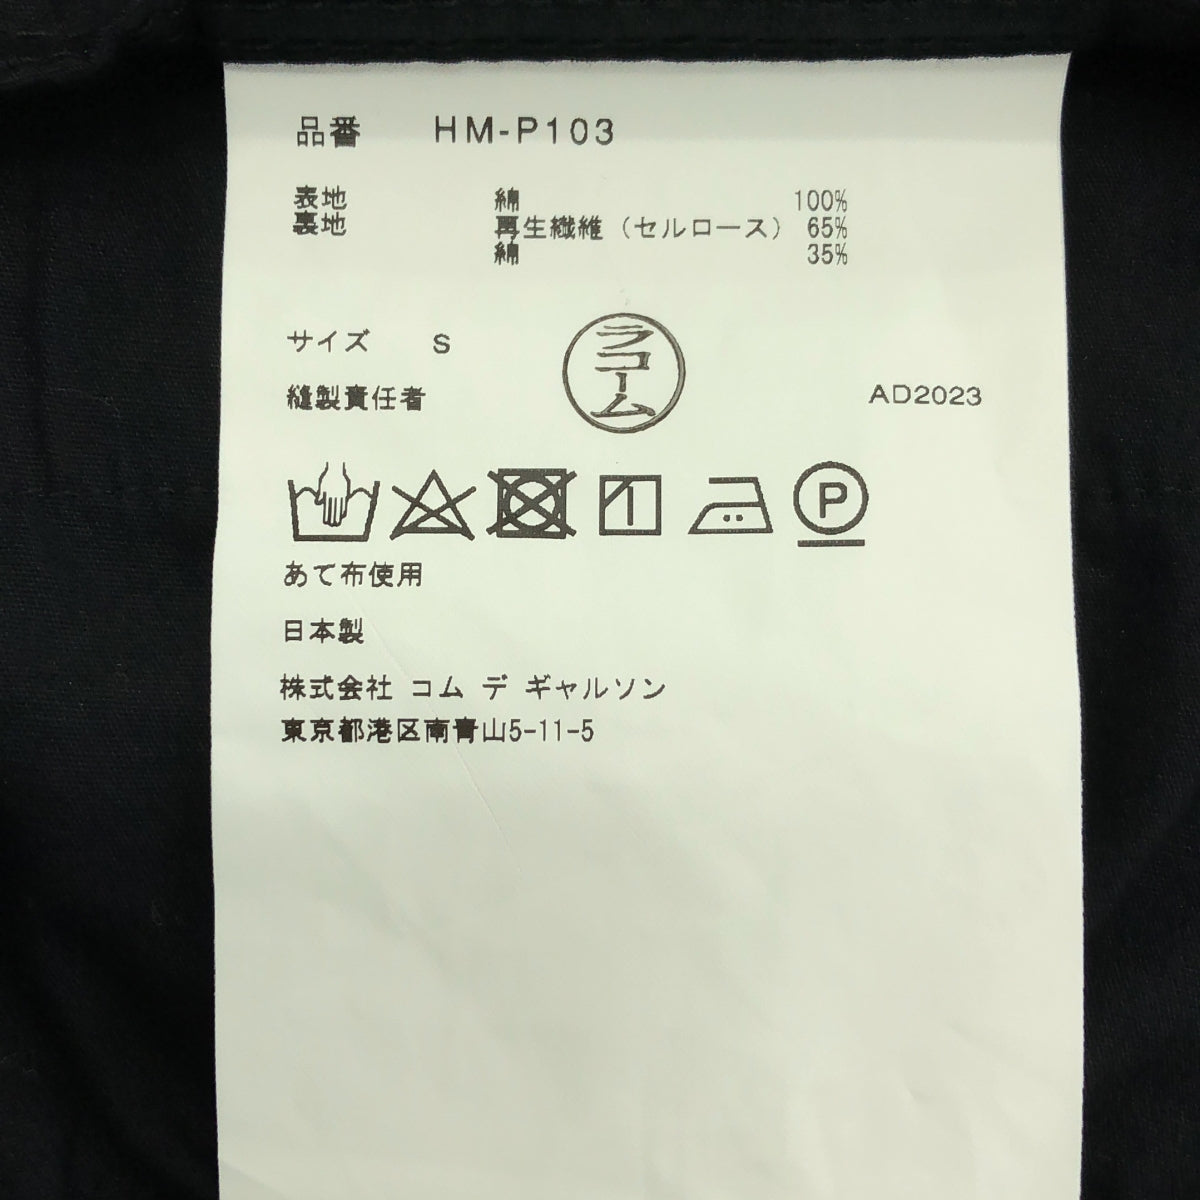 品番 HM-P103
表地 綿 100%
裏地 再生繊維（セルロース） 65%
綿 35%
サイズ S
ラコーム
縫製責任者 AD2023
P
あて布使用
日本製
株式会社 コム デ ギャルソン
東京都港区南青山5-11-5